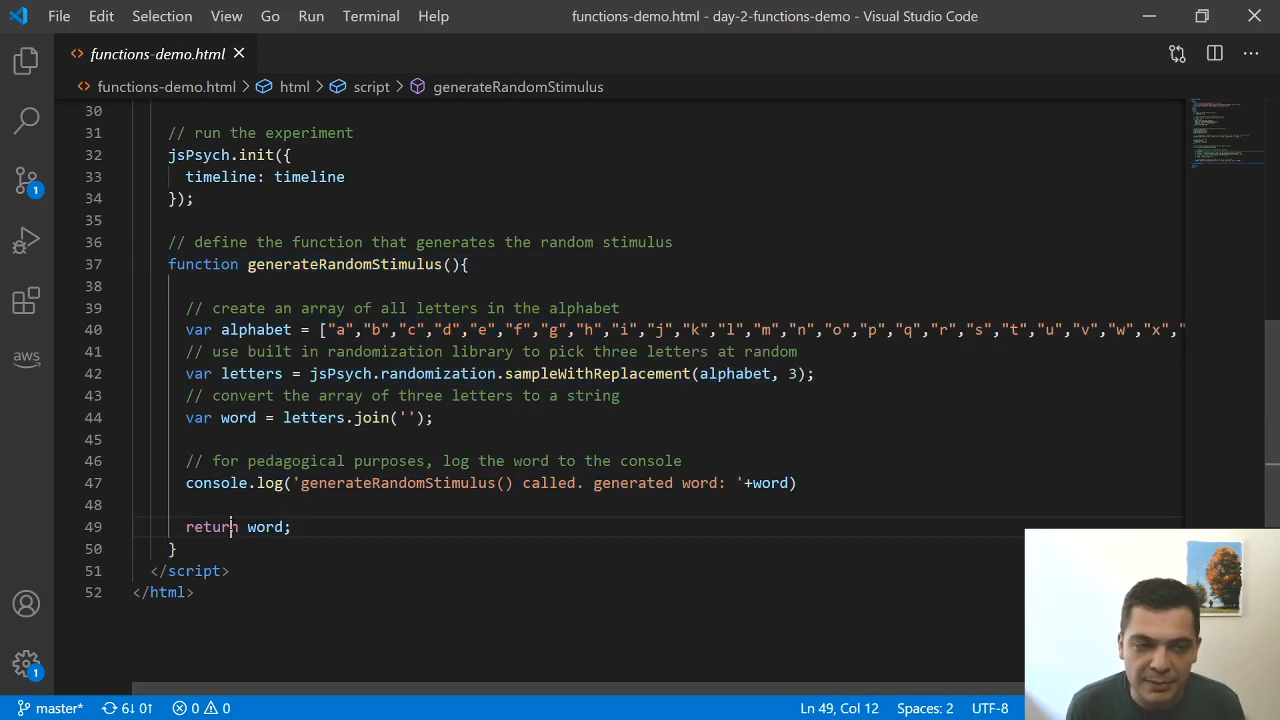 File Edit Selection View Go Run Terminal Help functions-demo.html - day-2-functions-demo - Visual Studio Code
functions-demo.html
functions-demo.html > html > script > generateRandomStimulus
30
31 // run the experiment
32 jsPsych.init({
33 timeline: timeline
34 });
35
36 // define the function that generates the random stimulus
37 function generateRandomStimulus(){
38
39 // create an array of all letters in the alphabet
40 var alphabet = ["a","b","c","d","e","f","g","h","i","j","k","l","m","n","o","p","q","r","s","t","u","v","w","x","
41 // use built in randomization library to pick three letters at random
42 var letters = jsPsych.randomization.sampleWithReplacement(alphabet, 3);
43 // convert the array of three letters to a string
44 var word = letters.join('');
45
46 // for pedagogical purposes, log the word to the console
47 console.log('generateRandomStimulus() called. generated word: '+word)
48
49 return word;
50 }
51 </script>
52 </html>
1
aws
1
master* 6↓ 0↑ 0 0 Ln 49, Col 12 Spaces: 2 UTF-8